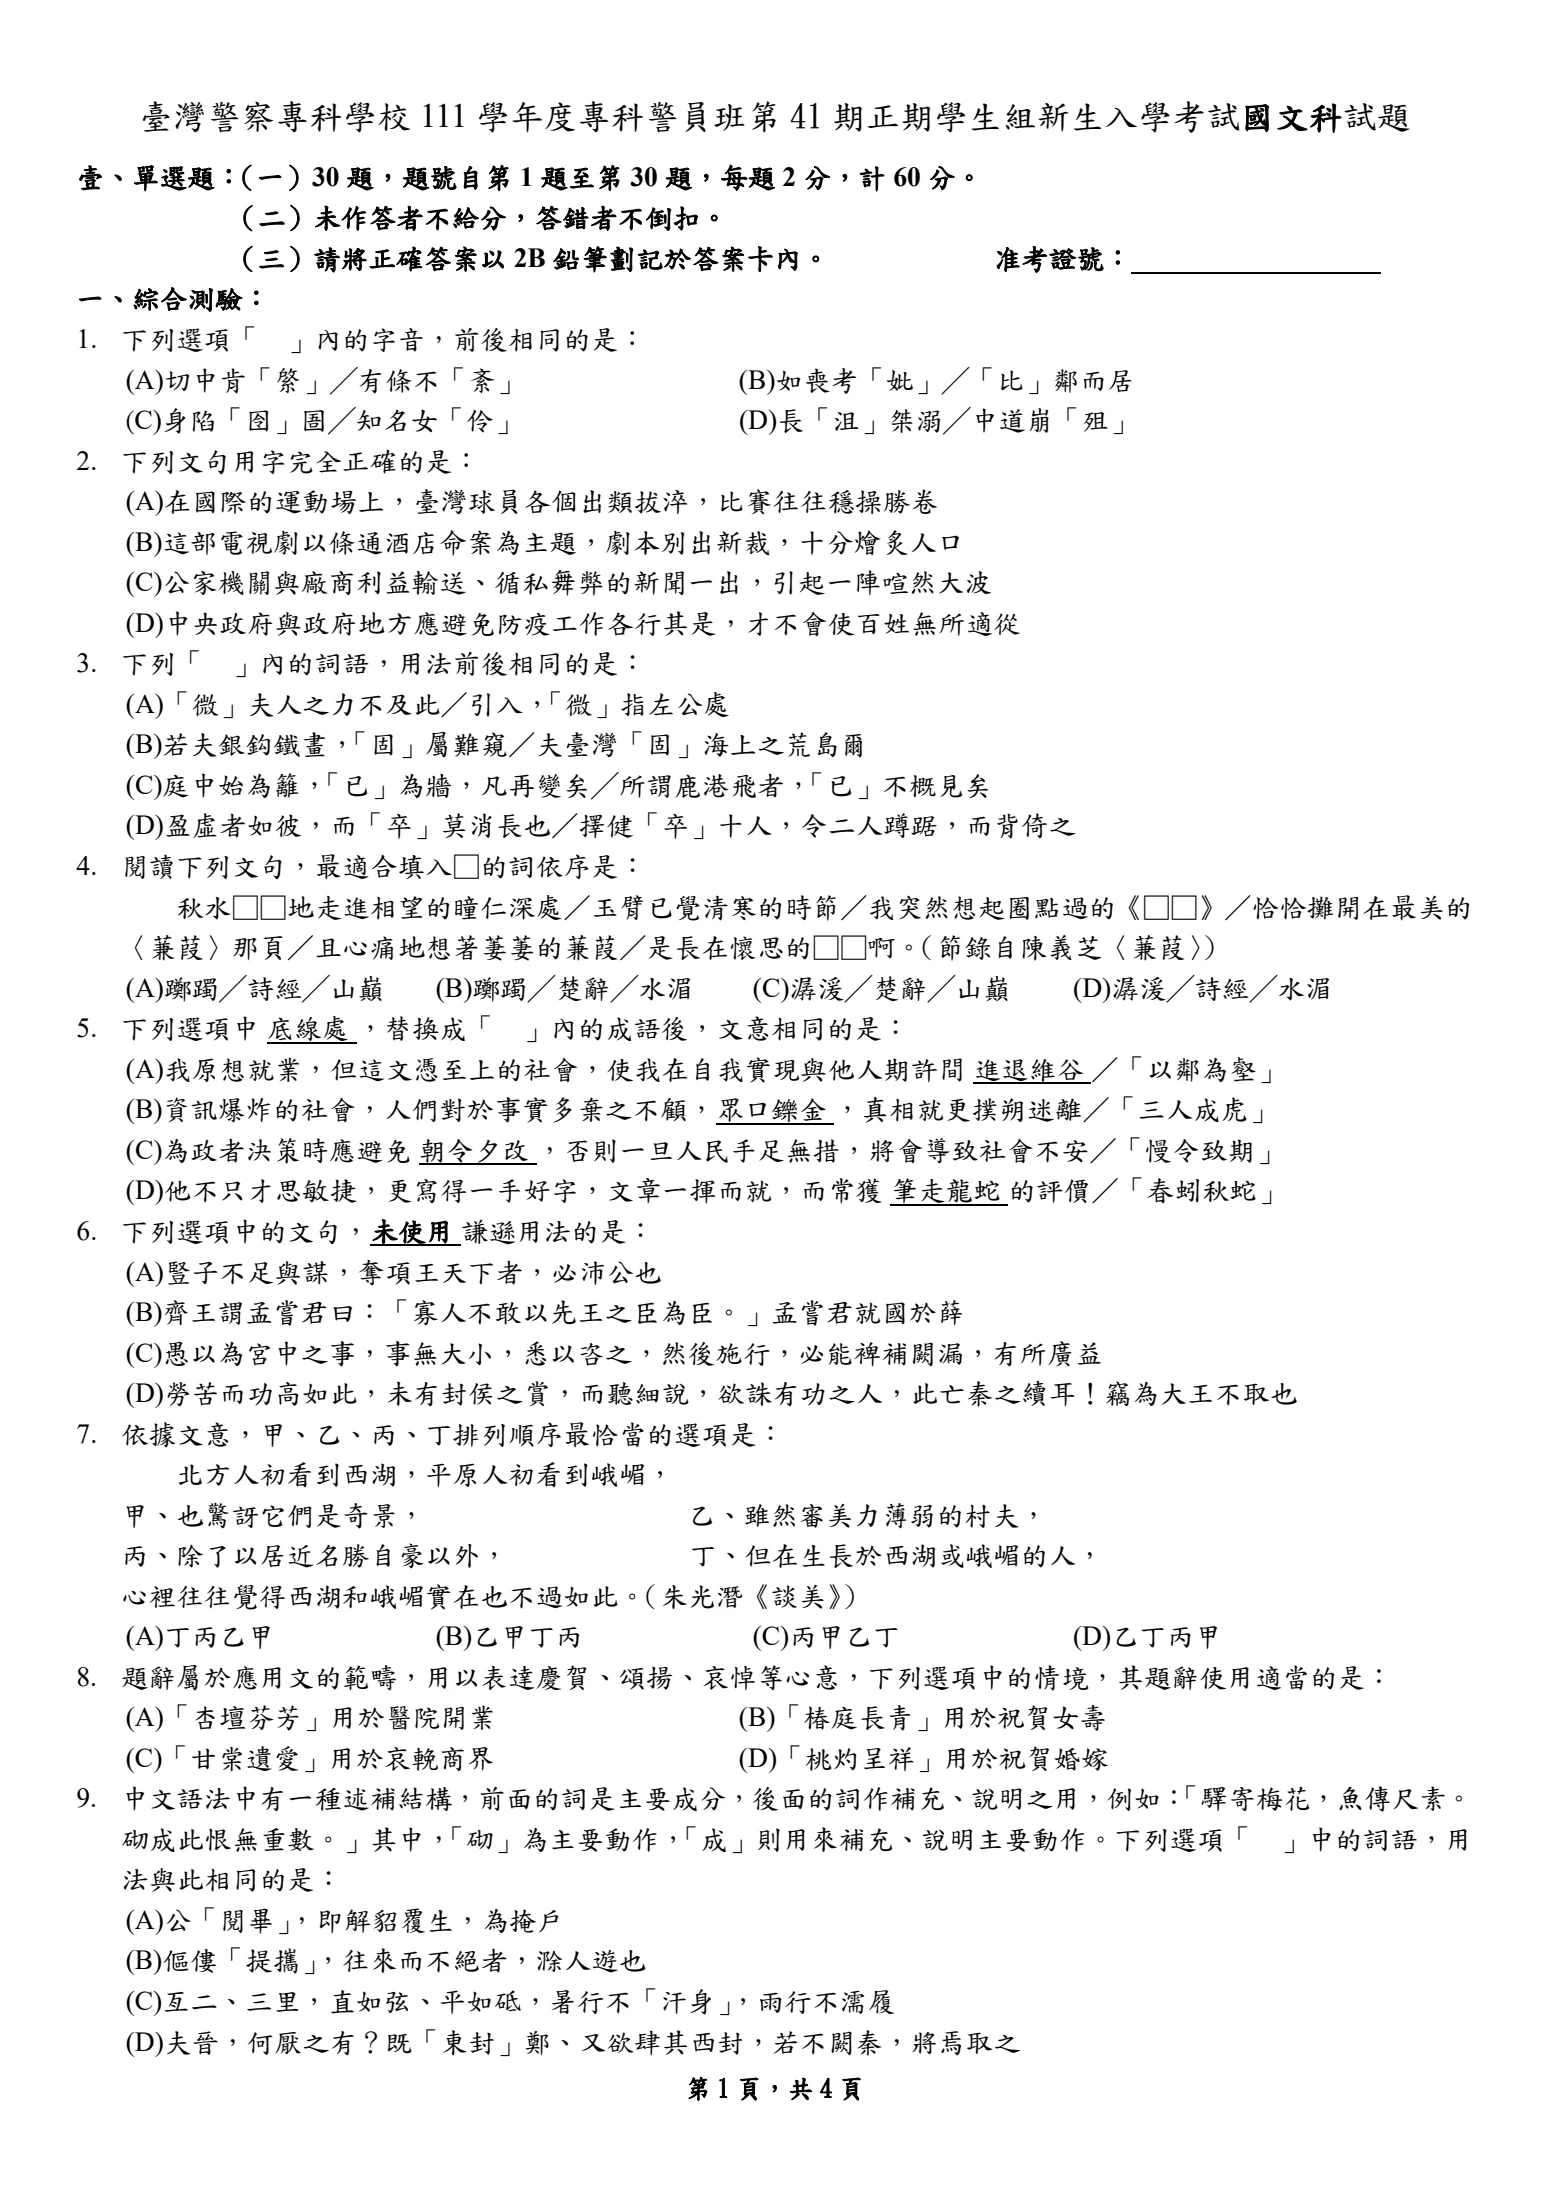 臺灣警察專科學校 111 學年度專科警員班第 41 期正期學生組新生入學考試國文科試題
壹、單選題：（一）30 題，題號自第 1 題至第 30 題，每題 2 分，計 60 分。
（二）未作答者不給分，答錯者不倒扣。
（三）請將正確答案以 2B 鉛筆劃記於答案卡內。 准考證號：
一、綜合測驗：
1. 下列選項「　」內的字音，前後相同的是：
(A)切中肯「綮」╱有條不「紊」 (B)如喪考「妣」╱「比」鄰而居
(C)身陷「囹」圄╱知名女「伶」 (D)長「沮」桀溺╱中道崩「殂」
2. 下列文句用字完全正確的是：
(A)在國際的運動場上，臺灣球員各個出類拔淬，比賽往往穩操勝卷
(B)這部電視劇以條通酒店命案為主題，劇本別出新裁，十分燴炙人口
(C)公家機關與廠商利益輸送、循私舞弊的新聞一出，引起一陣喧然大波
(D)中央政府與政府地方應避免防疫工作各行其是，才不會使百姓無所適從
3. 下列「　」內的詞語，用法前後相同的是：
(A)「微」夫人之力不及此╱引入，「微」指左公處
(B)若夫銀鈎鐵畫，「固」屬難窺╱夫臺灣「固」海上之荒島爾
(C)庭中始為籬，「已」為牆，凡再變矣╱所謂鹿港飛者，「已」不概見矣
(D)盈虛者如彼，而「卒」莫消長也╱擇健「卒」十人，令二人蹲踞，而背倚之
4. 閱讀下列文句，最適合填入□的詞依序是：
秋水□□地走進相望的瞳仁深處╱玉臂已覺清寒的時節╱我突然想起圈點過的《□□》╱恰恰攤開在最美的
〈蒹葭〉那頁╱且心痛地想著萋萋的蒹葭╱是長在懷思的□□啊。（節錄自陳義芝〈蒹葭〉）
(A)躑躅╱詩經╱山巔 (B)躑躅╱楚辭╱水湄 (C)潺湲╱楚辭╱山巔 (D)潺湲╱詩經╱水湄
5. 下列選項中 底線處 ，替換成「　」內的成語後，文意相同的是：
(A)我原想就業，但這文憑至上的社會，使我在自我實現與他人期許間 進退維谷 ╱「以鄰為壑」
(B)資訊爆炸的社會，人們對於事實多棄之不顧， 眾口鑠金 ，真相就更撲朔迷離╱「三人成虎」
(C)為政者決策時應避免 朝令夕改 ，否則一旦人民手足無措，將會導致社會不安╱「慢令致期」
(D)他不只才思敏捷，更寫得一手好字，文章一揮而就，而常獲 筆走龍蛇 的評價╱「春蚓秋蛇」
6. 下列選項中的文句，未使用 謙遜用法的是：
(A)豎子不足與謀，奪項王天下者，必沛公也
(B)齊王謂孟嘗君曰：「寡人不敢以先王之臣為臣。」孟嘗君就國於薛
(C)愚以為宮中之事，事無大小，悉以咨之，然後施行，必能裨補闕漏，有所廣益
(D)勞苦而功高如此，未有封侯之賞，而聽細說，欲誅有功之人，此亡秦之續耳！竊為大王不取也
7. 依據文意，甲、乙、丙、丁排列順序最恰當的選項是：
北方人初看到西湖，平原人初看到峨嵋，
甲、也驚訝它們是奇景， 乙、雖然審美力薄弱的村夫，
丙、除了以居近名勝自豪以外， 丁、但在生長於西湖或峨嵋的人，
心裡往往覺得西湖和峨嵋實在也不過如此。（朱光潛《談美》）
(A)丁丙乙甲 (B)乙甲丁丙 (C)丙甲乙丁 (D)乙丁丙甲
8. 題辭屬於應用文的範疇，用以表達慶賀、頌揚、哀悼等心意，下列選項中的情境，其題辭使用適當的是：
(A)「杏壇芬芳」用於醫院開業 (B)「椿庭長青」用於祝賀女壽
(C)「甘棠遺愛」用於哀輓商界 (D)「桃灼呈祥」用於祝賀婚嫁
9. 中文語法中有一種述補結構，前面的詞是主要成分，後面的詞作補充、說明之用，例如：「驛寄梅花，魚傳尺素。
砌成此恨無重數。」其中，「砌」為主要動作，「成」則用來補充、說明主要動作。下列選項「　」中的詞語，用
法與此相同的是：
(A)公「閱畢」，即解貂覆生，為掩戶
(B)傴僂「提攜」，往來而不絕者，滁人遊也
(C)亙二、三里，直如弦、平如砥，暑行不「汗身」，雨行不濡履
(D)夫晉，何厭之有？既「東封」鄭、又欲肆其西封，若不闕秦，將焉取之
第 1 頁，共 4 頁